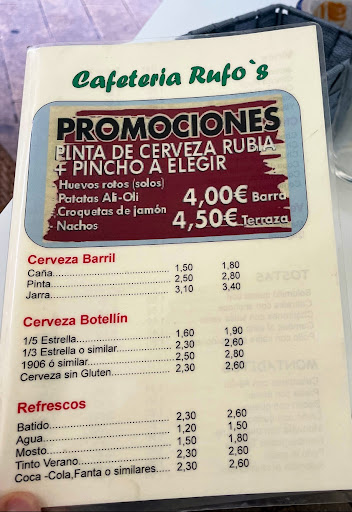 Cafeteria Rufo`s
PROMOCIONES
PINTA DE CERVEZA RUBIA
+ PINCHO A ELEGIR
Huevos rotos (solos)
Patatas Ali-Oli
Croquetas de jamón
Nachos
4,00€ Barra
4,50€ Terraza
Cerveza Barril
Caña 1,50 1,80
Pinta 2,50 2,80
Jarra 3,10 3,40
Cerveza Botellín
1/5 Estrella 1,60 1,90
1/3 Estrella o similar 2,30 2,60
1906 ó similar 2,50 2,80
Cerveza sin Gluten 2,30 2,60
Refrescos
Batido 2,30 2,60
Agua 1,20 1,50
Mosto 1,50 1,80
Tinto Verano 2,30 2,60
Coca -Cola,Fanta o similares 2,30 2,60
TOSTAS